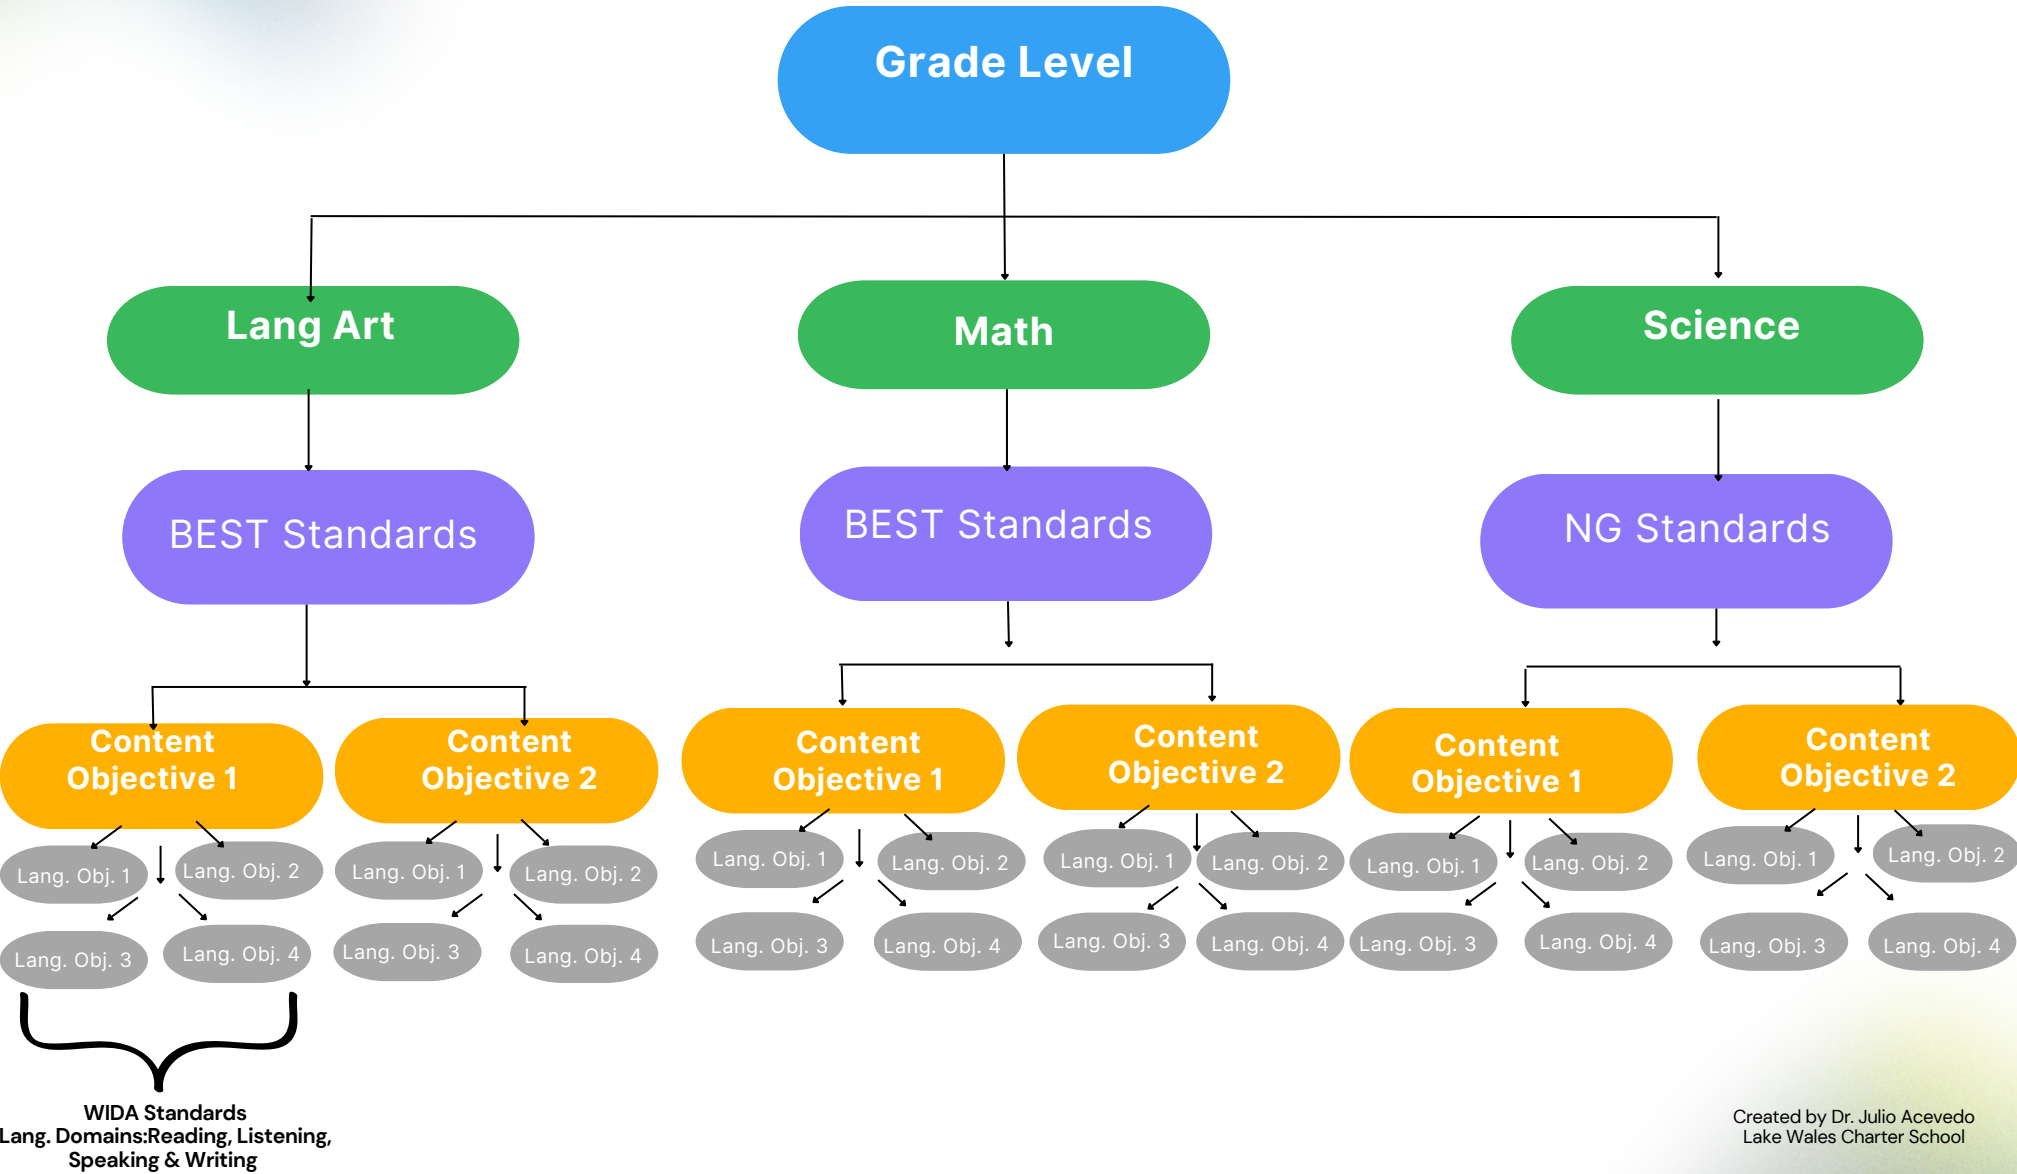 Grade Level
Lang Art
Math
Science
BEST Standards
BEST Standards
NG Standards
Content
Objective 1
Content
Objective 2
Content
Objective 1
Content
Objective 2
Content
Objective 1
Content
Objective 2
Lang. Obj. 1
Lang. Obj. 2
Lang. Obj. 1
Lang. Obj. 2
Lang. Obj. 1
Lang. Obj. 2
Lang. Obj. 1
Lang. Obj. 2
Lang. Obj. 1
Lang. Obj. 2
Lang. Obj. 1
Lang. Obj. 2
Lang. Obj. 3
Lang. Obj. 4
Lang. Obj. 3
Lang. Obj. 4
Lang. Obj. 3
Lang. Obj. 4
Lang. Obj. 3
Lang. Obj. 4
Lang. Obj. 3
Lang. Obj. 4
Lang. Obj. 3
Lang. Obj. 4
WIDA Standards
Lang. Domains:Reading, Listening,
Speaking & Writing
Created by Dr. Julio Acevedo
Lake Wales Charter School